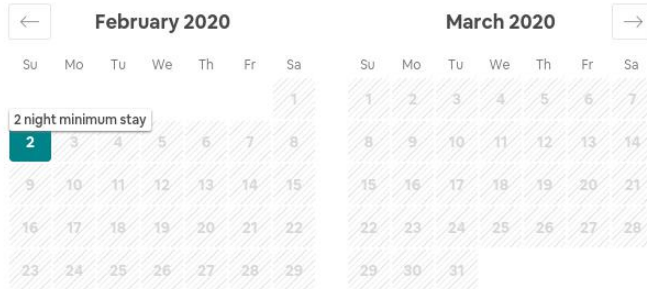 ← February 2020 March 2020 →
Su Mo Tu We Th Fr Sa Su Mo Tu We Th Fr Sa
1 1 2 3 4 5 6 7
2 night minimum stay
2 3 4 5 6 7 8 8 9 10 11 12 13 14
9 10 11 12 13 14 15 15 16 17 18 19 20 21
16 17 18 19 20 21 22 22 23 24 25 26 27 28
23 24 25 26 27 28 29 29 30 31